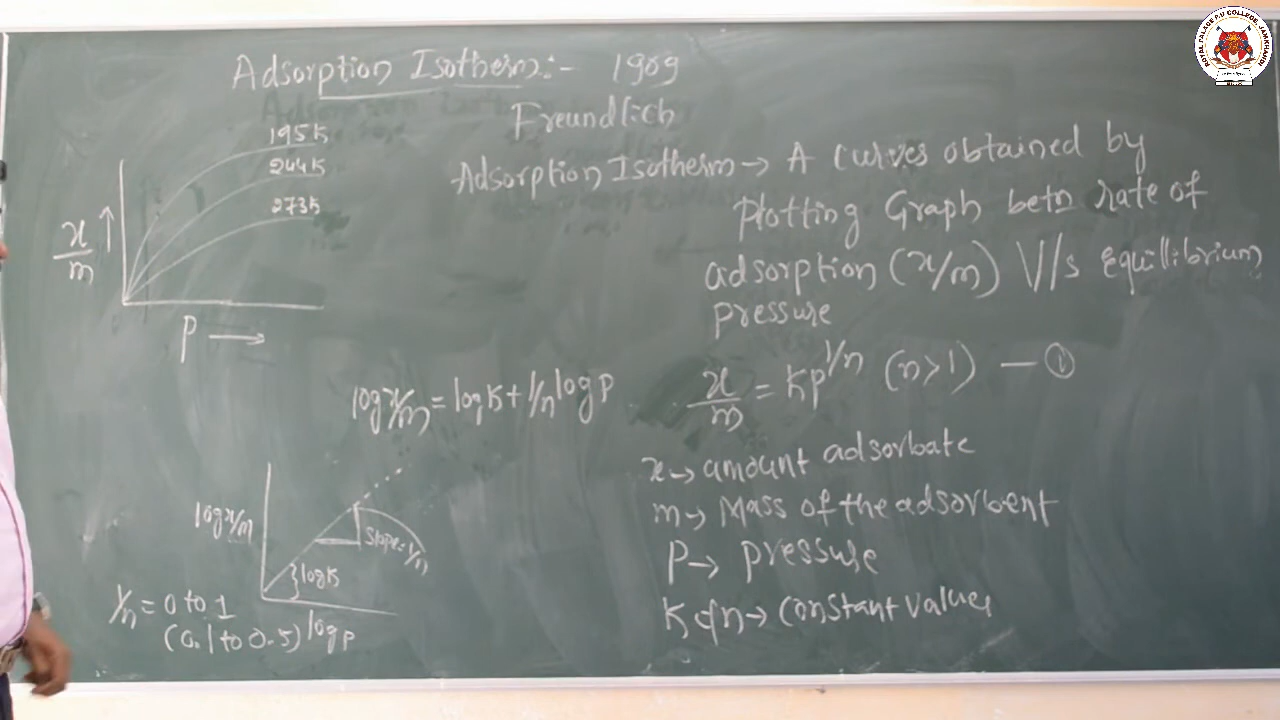 Adsorption Isotherm:- 1909
Freundlich
Adsorption Isotherm → A curves obtained by
Plotting Graph betn rate of
adsorption (x/m) V/s equillibrium
pressure
195K
244K
273K
x/m ↑
P →
x/m = Kp^1/n (n>1) — ①
log x/m = log K + 1/n log P
x → amount adsorbate
m → Mass of the adsorbent
P → pressure
K & n → Constant values
log x/m
slope = 1/n
} log K
log P
1/n = 0 to 1
(0.1 to 0.5)